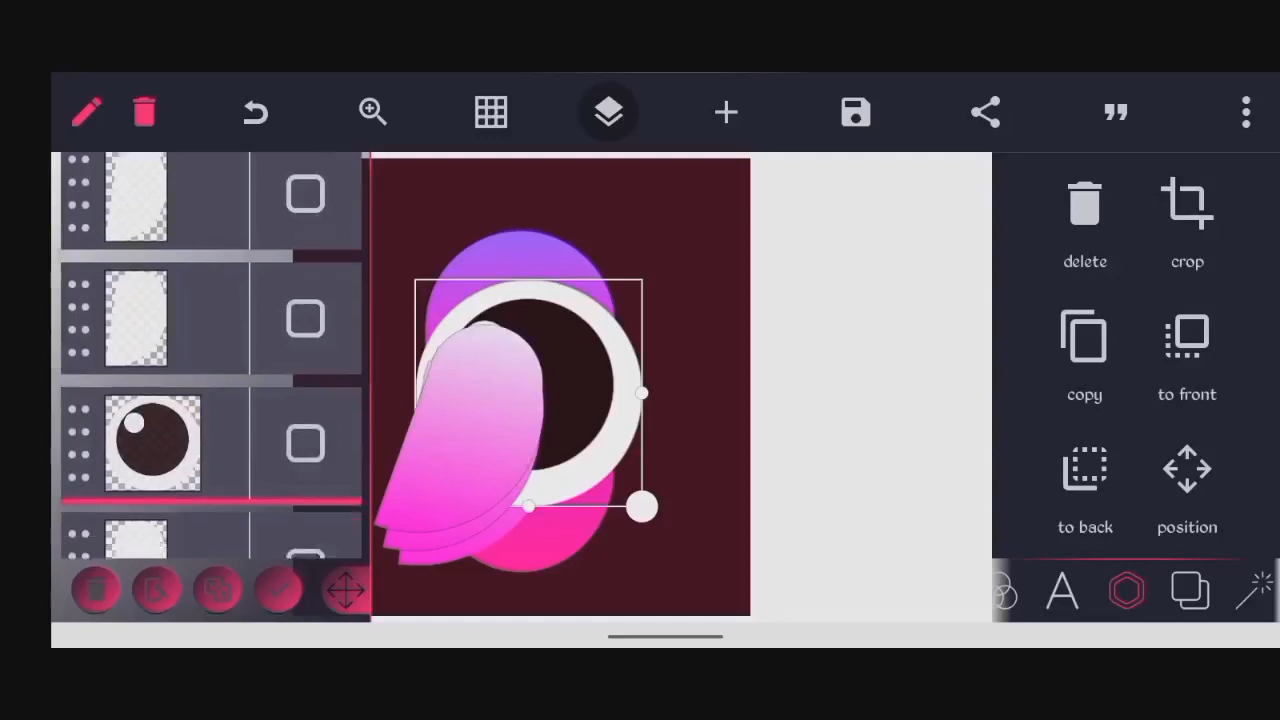 delete
crop
copy
to front
to back
position